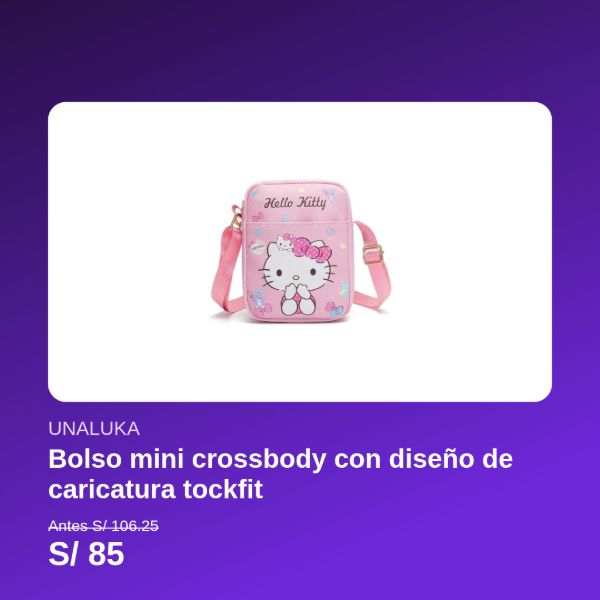 Hello Kitty
UNALUKA
Bolso mini crossbody con diseño de
caricatura tockfit
Antes S/ 106.25
S/ 85